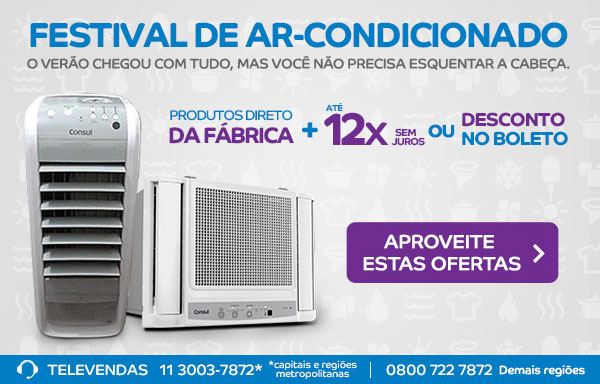 FESTIVAL DE AR-CONDICIONADO
O VERÃO CHEGOU COM TUDO, MAS VOCÊ NÃO PRECISA ESQUENTAR A CABEÇA.
PRODUTOS DIRETO
DA FÁBRICA
+
ATÉ
12x
SEM
JUROS
OU
DESCONTO
NO BOLETO
Consul
Consul
APROVEITE
ESTAS OFERTAS >
TELEVENDAS 11 3003-7872* *capitais e regiões
metropolitanas
| 0800 722 7872 Demais regiões